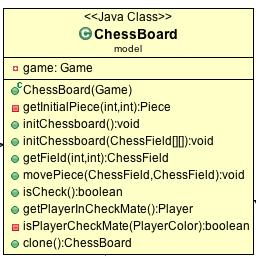 <<Java Class>>
ChessBoard
model
game: Game
ChessBoard(Game)
getInitialPiece(int,int):Piece
initChessboard():void
initChessboard(ChessField[][]):void
getField(int,int):ChessField
movePiece(ChessField,ChessField):void
isCheck():boolean
getPlayerInCheckMate():Player
isPlayerCheckMate(PlayerColor):boolean
clone():ChessBoard